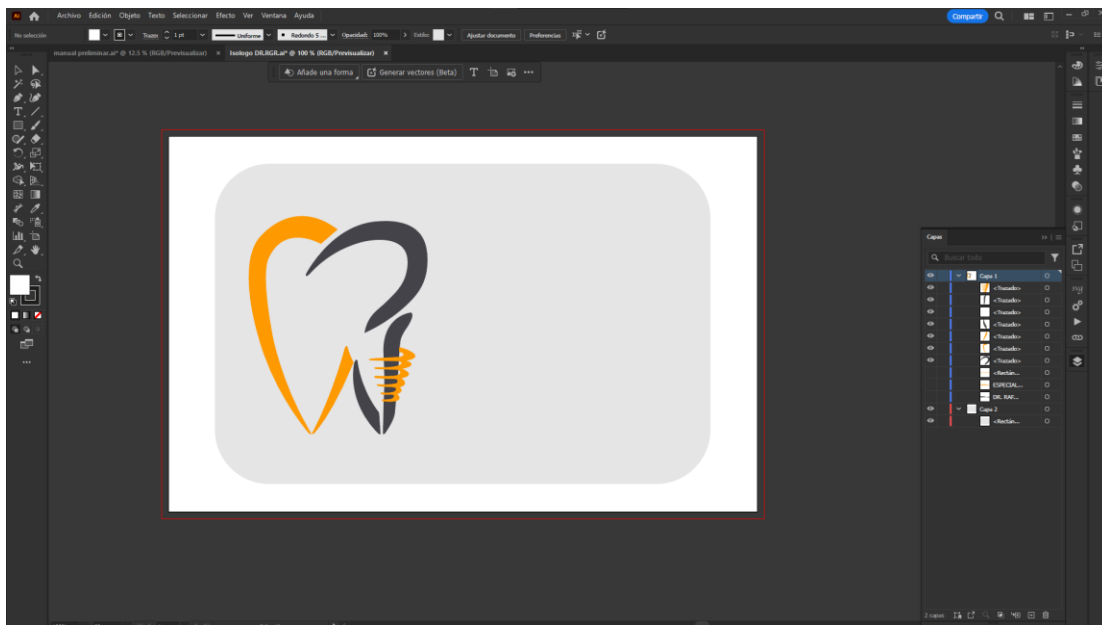 Ai Archivo Edición Objeto Texto Seleccionar Efecto Ver Ventana Ayuda Compartir
No selección Trazo: 1 pt Uniforme Redondo 5 ... Opacidad: 100% Estilo: Ajustar documento Preferencias
manual preliminar.ai* @ 12.5 % (RGB/Previsualizar) × Isologo DR.RGR.ai* @ 100 % (RGB/Previsualizar) ×
Añade una forma Generar vectores (Beta) T
Capas
Buscar todo
Capa 1
<Trazado>
<Trazado>
<Trazado>
<Trazado>
<Trazado>
<Trazado>
<Trazado>
<Rectán...
ESPECIAL...
DR. RAF...
Capa 2
<Rectán...
2 capas